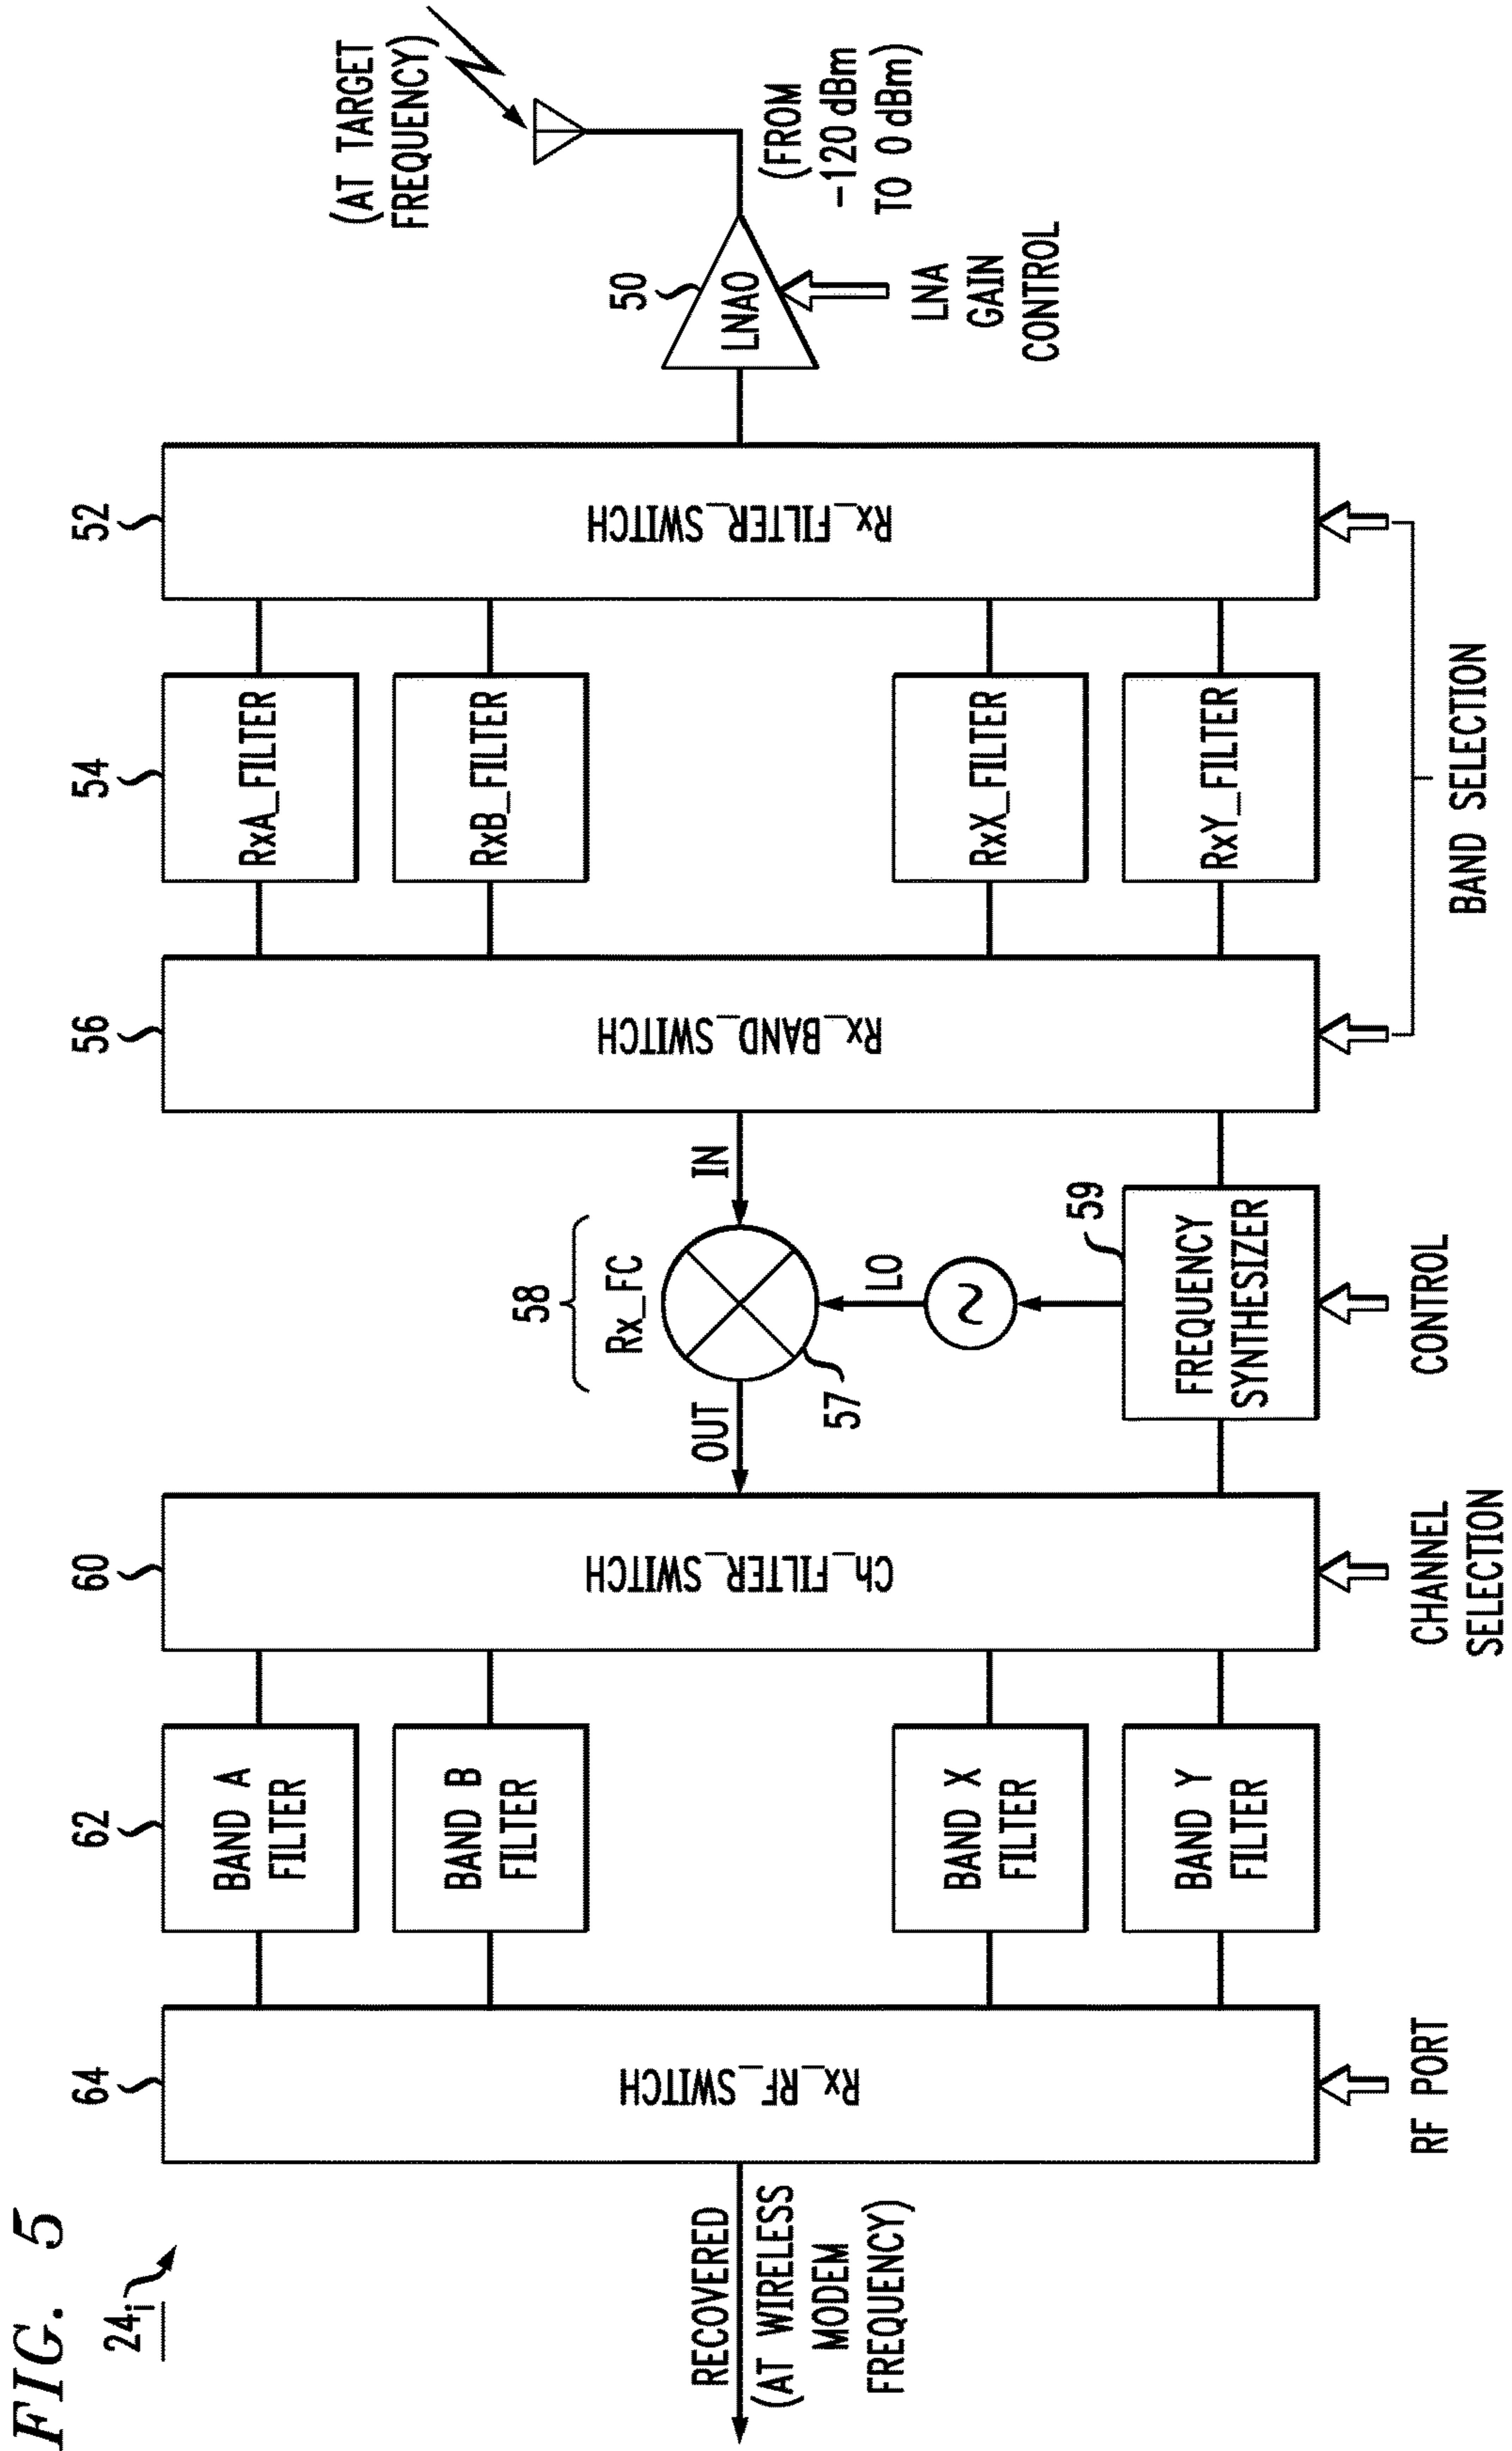 FIG. 5
24i
(AT TARGET
FREQUENCY)
(FROM
-120 dBm
TO 0 dBm)
50
LNA0
LNA
GAIN
CONTROL
52
Rx_FILTER_SWITCH
54
RxA_FILTER
RxB_FILTER
RxX_FILTER
RxY_FILTER
BAND SELECTION
56
Rx_BAND_SWITCH
IN
58
Rx_FC
57
OUT
LO
59
FREQUENCY
SYNTHESIZER
CONTROL
60
Ch_FILTER_SWITCH
CHANNEL
SELECTION
62
BAND A
FILTER
BAND B
FILTER
BAND X
FILTER
BAND Y
FILTER
64
Rx_RF_SWITCH
RF PORT
RECOVERED
(AT WIRELESS
MODEM
FREQUENCY)